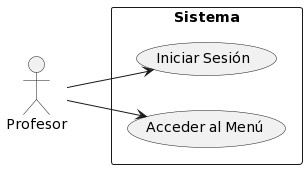 Sistema
Iniciar Sesión
Profesor
Acceder al Menú